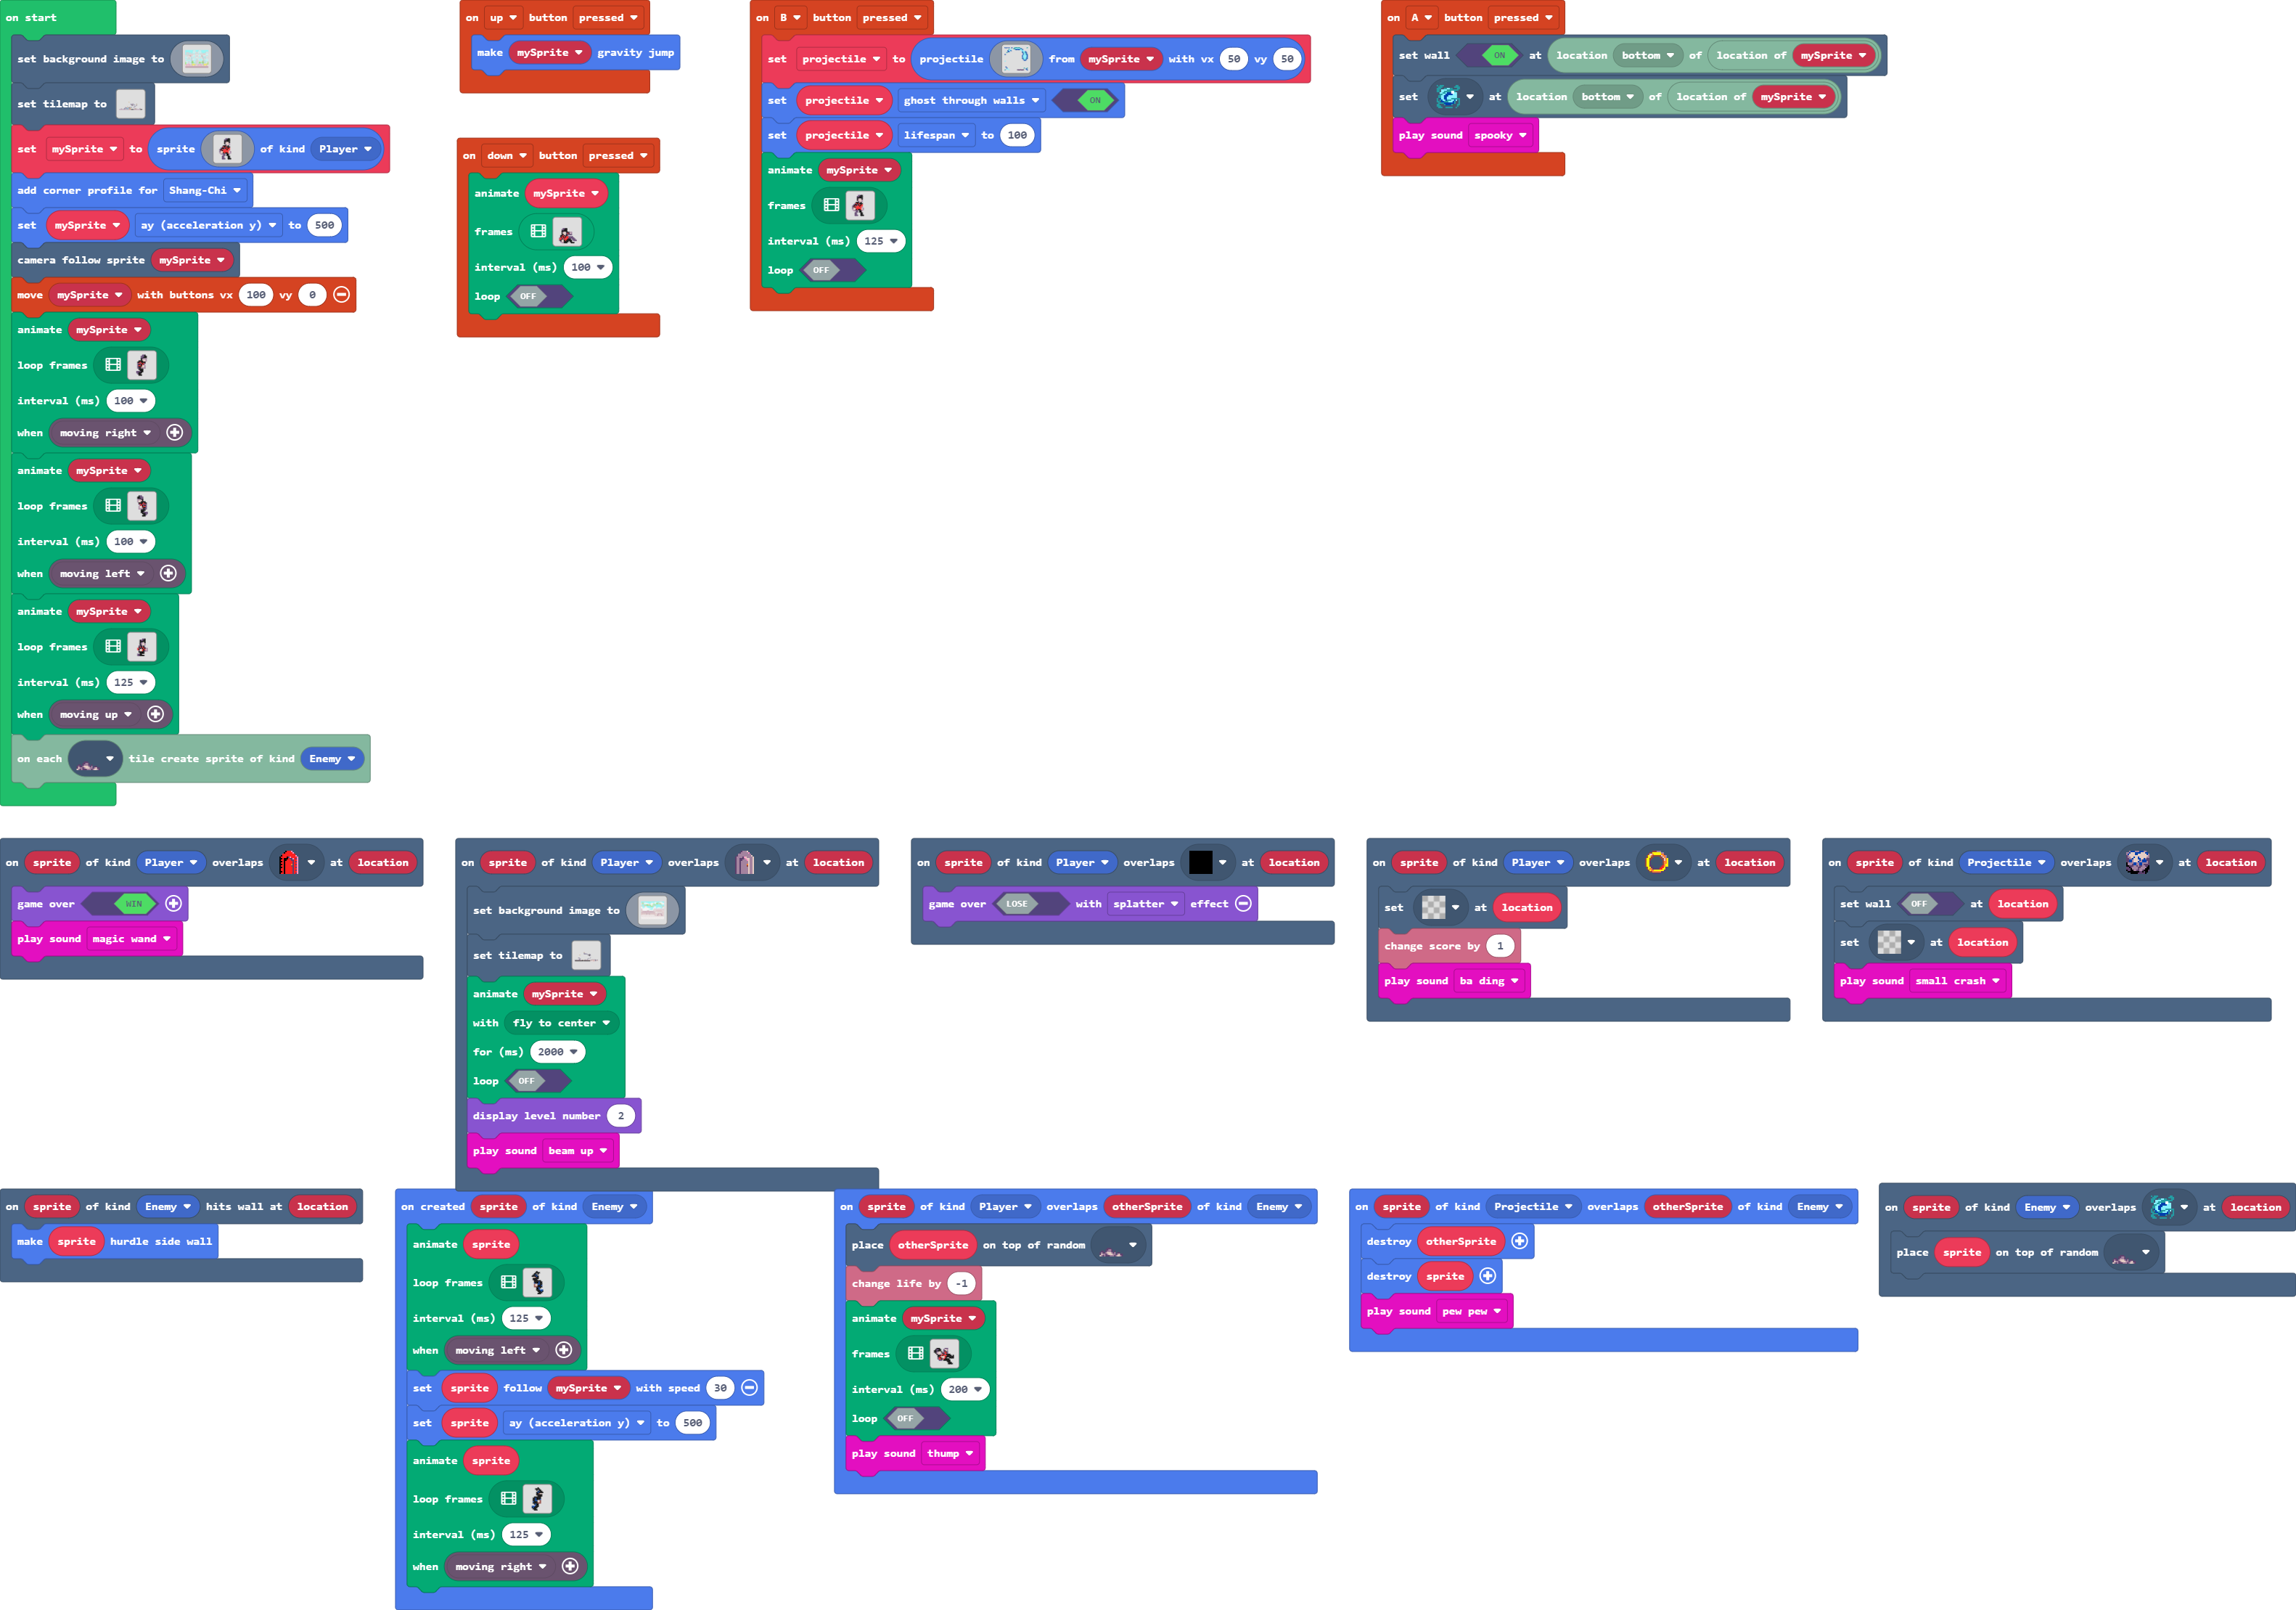 on start
set background image to
set tilemap to
set mySprite to sprite of kind Player
add corner profile for Shang-Chi
set mySprite ay (acceleration y) to 500
camera follow sprite mySprite
move mySprite with buttons vx 100 vy 0
animate mySprite
loop frames
interval (ms) 100
when moving right
animate mySprite
loop frames
interval (ms) 100
when moving left
animate mySprite
loop frames
interval (ms) 125
when moving up
on each tile create sprite of kind Enemy
on up button pressed
make mySprite gravity jump
on down button pressed
animate mySprite
frames
interval (ms) 100
loop OFF
on B button pressed
set projectile to projectile from mySprite with vx 50 vy 50
set projectile ghost through walls ON
set projectile lifespan to 100
animate mySprite
frames
interval (ms) 125
loop OFF
on A button pressed
set wall ON at location bottom of location of mySprite
set at location bottom of location of mySprite
play sound spooky
on sprite of kind Player overlaps at location
game over WIN
play sound magic wand
on sprite of kind Player overlaps at location
set background image to
set tilemap to
animate mySprite
with fly to center
for (ms) 2000
loop OFF
display level number 2
play sound beam up
on sprite of kind Player overlaps at location
game over LOSE with splatter effect
on sprite of kind Player overlaps at location
set at location
change score by 1
play sound ba ding
on sprite of kind Projectile overlaps at location
set wall OFF at location
set at location
play sound small crash
on sprite of kind Enemy hits wall at location
make sprite hurdle side wall
on created sprite of kind Enemy
animate sprite
loop frames
interval (ms) 125
when moving left
set sprite follow mySprite with speed 30
set sprite ay (acceleration y) to 500
animate sprite
loop frames
interval (ms) 125
when moving right
on sprite of kind Player overlaps otherSprite of kind Enemy
place otherSprite on top of random
change life by -1
animate mySprite
frames
interval (ms) 200
loop OFF
play sound thump
on sprite of kind Projectile overlaps otherSprite of kind Enemy
destroy otherSprite
destroy sprite
play sound pew pew
on sprite of kind Enemy overlaps at location
place sprite on top of random